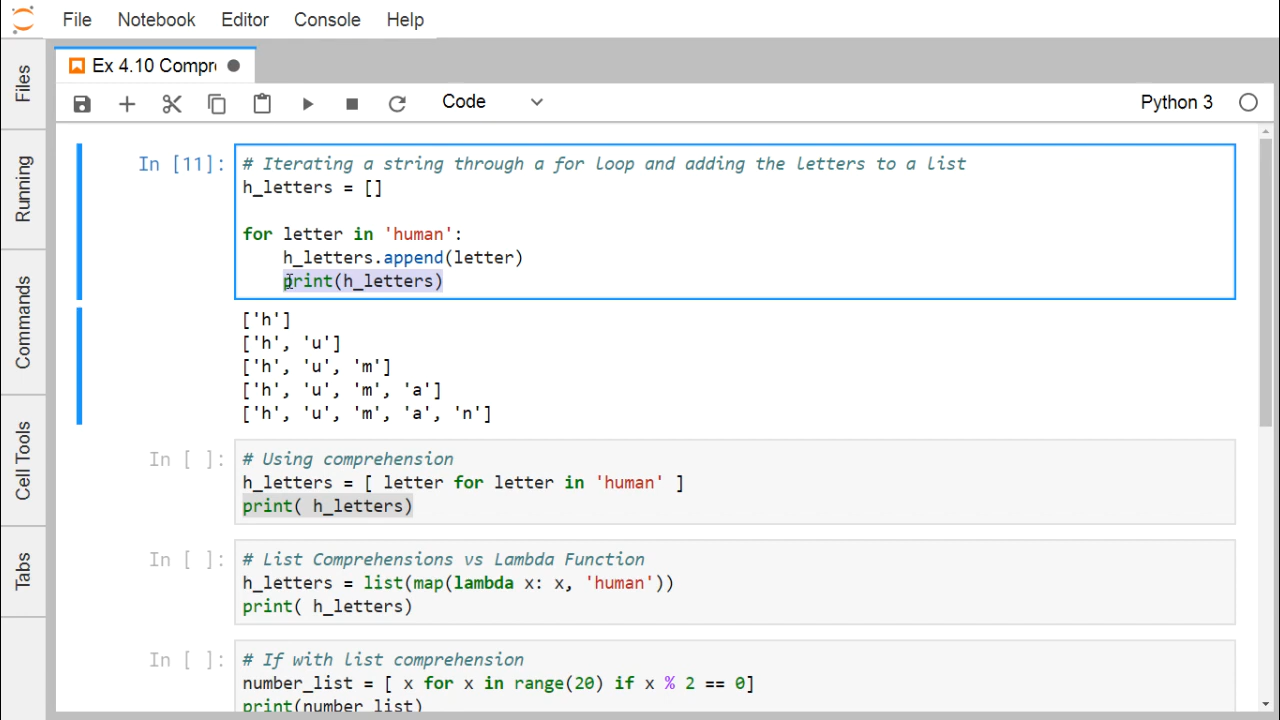 File Notebook Editor Console Help
Ex 4.10 Compr
Code
Python 3
Files
Running
Commands
Cell Tools
Tabs
In [11]:
# Iterating a string through a for loop and adding the letters to a list
h_letters = []
for letter in 'human':
    h_letters.append(letter)
    print(h_letters)
['h']
['h', 'u']
['h', 'u', 'm']
['h', 'u', 'm', 'a']
['h', 'u', 'm', 'a', 'n']
In [ ]:
# Using comprehension
h_letters = [ letter for letter in 'human' ]
print( h_letters)
In [ ]:
# List Comprehensions vs Lambda Function
h_letters = list(map(lambda x: x, 'human'))
print( h_letters)
In [ ]:
# If with list comprehension
number_list = [ x for x in range(20) if x % 2 == 0]
print(number_list)